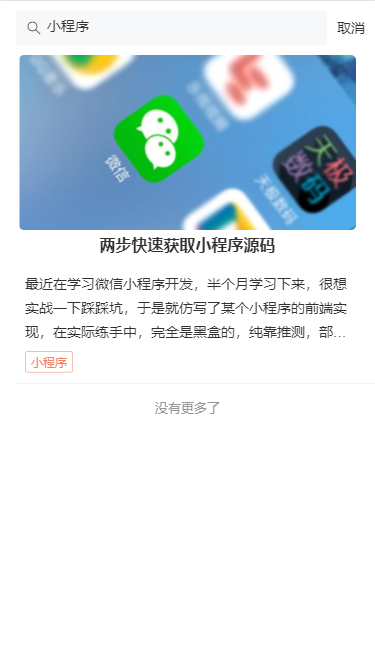 小程序
取消
微信
天极
数码
天极数码
两步快速获取小程序源码
最近在学习微信小程序开发，半个月学习下来，很想
实战一下踩踩坑，于是就仿写了某个小程序的前端实
现，在实际练手中，完全是黑盒的，纯靠推测，部...
小程序
没有更多了